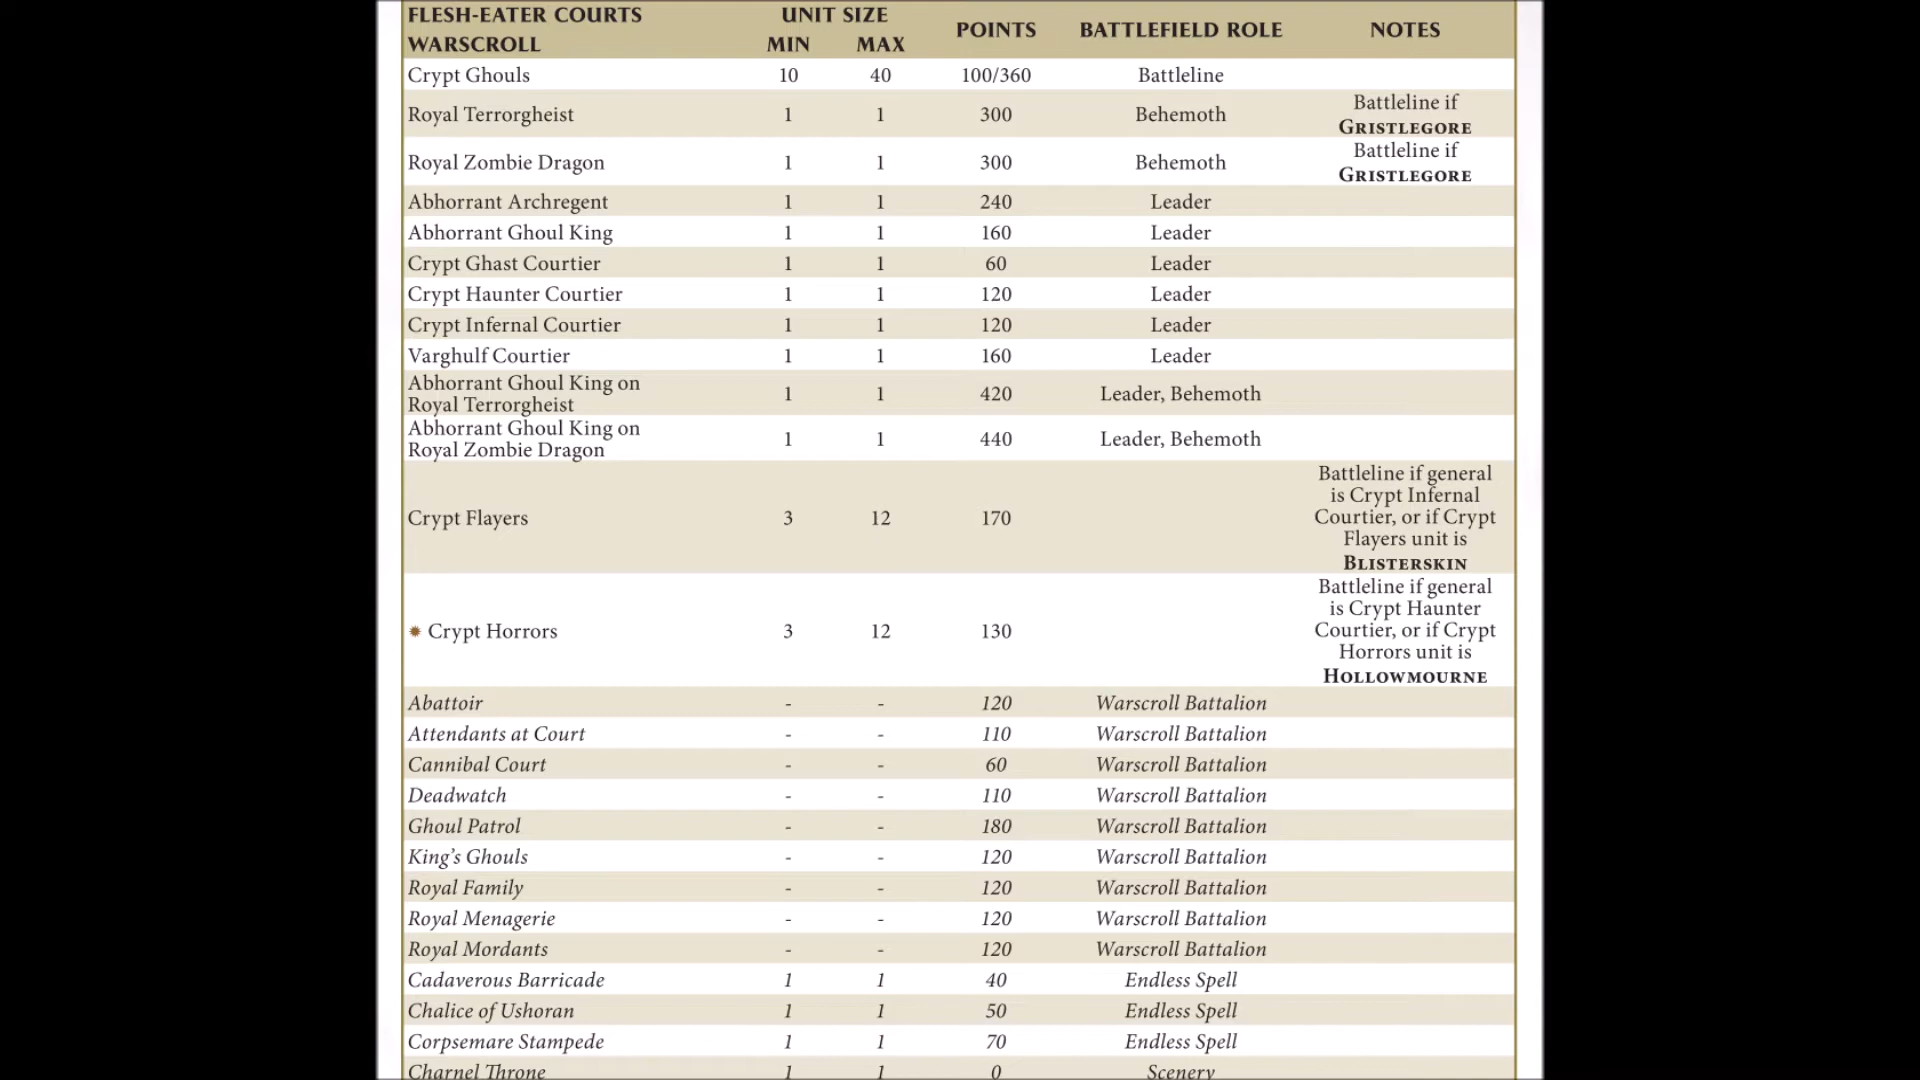 FLESH-EATER COURTS WARSCROLL UNIT SIZE MIN MAX POINTS BATTLEFIELD ROLE NOTES
Crypt Ghouls 10 40 100/360 Battleline
Royal Terrorgheist 1 1 300 Behemoth Battleline if GRISTLEGORE
Royal Zombie Dragon 1 1 300 Behemoth Battleline if GRISTLEGORE
Abhorrant Archregent 1 1 240 Leader
Abhorrant Ghoul King 1 1 160 Leader
Crypt Ghast Courtier 1 1 60 Leader
Crypt Haunter Courtier 1 1 120 Leader
Crypt Infernal Courtier 1 1 120 Leader
Varghulf Courtier 1 1 160 Leader
Abhorrant Ghoul King on Royal Terrorgheist 1 1 420 Leader, Behemoth
Abhorrant Ghoul King on Royal Zombie Dragon 1 1 440 Leader, Behemoth
Crypt Flayers 3 12 170 Battleline if general is Crypt Infernal Courtier, or if Crypt Flayers unit is BLISTERSKIN
✹ Crypt Horrors 3 12 130 Battleline if general is Crypt Haunter Courtier, or if Crypt Horrors unit is HOLLOWMOURNE
Abattoir - - 120 Warscroll Battalion
Attendants at Court - - 110 Warscroll Battalion
Cannibal Court - - 60 Warscroll Battalion
Deadwatch - - 110 Warscroll Battalion
Ghoul Patrol - - 180 Warscroll Battalion
King's Ghouls - - 120 Warscroll Battalion
Royal Family - - 120 Warscroll Battalion
Royal Menagerie - - 120 Warscroll Battalion
Royal Mordants - - 120 Warscroll Battalion
Cadaverous Barricade 1 1 40 Endless Spell
Chalice of Ushoran 1 1 50 Endless Spell
Corpsemare Stampede 1 1 70 Endless Spell
Charnel Throne 1 1 0 Scenery